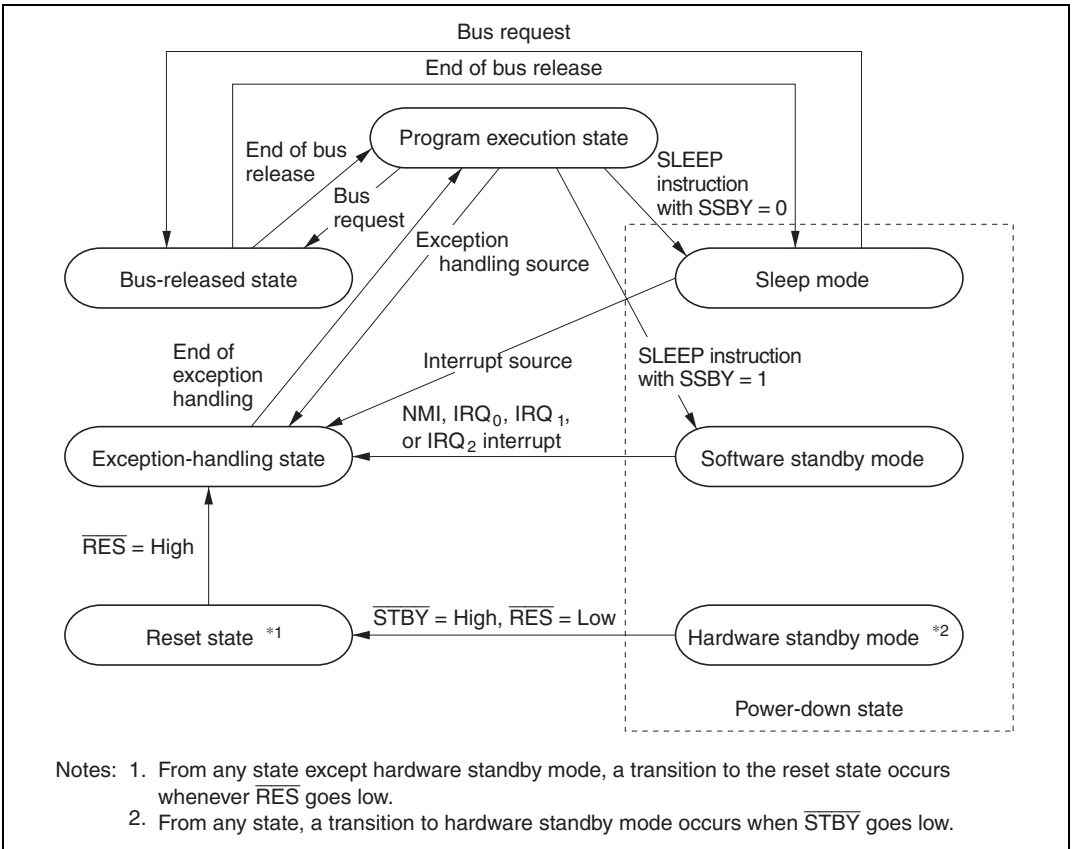 Bus request
End of bus release
Program execution state
End of bus
release
SLEEP
instruction
with SSBY = 0
Bus
request
Exception
handling source
Bus-released state
Sleep mode
End of
exception
handling
Interrupt source
SLEEP instruction
with SSBY = 1
NMI, IRQ₀, IRQ₁,
or IRQ₂ interrupt
Exception-handling state
Software standby mode
R̅E̅S̅ = High
S̅T̅B̅Y̅ = High, R̅E̅S̅ = Low
Reset state *1
Hardware standby mode *2
Power-down state
Notes: 1. From any state except hardware standby mode, a transition to the reset state occurs
whenever R̅E̅S̅ goes low.
2. From any state, a transition to hardware standby mode occurs when S̅T̅B̅Y̅ goes low.